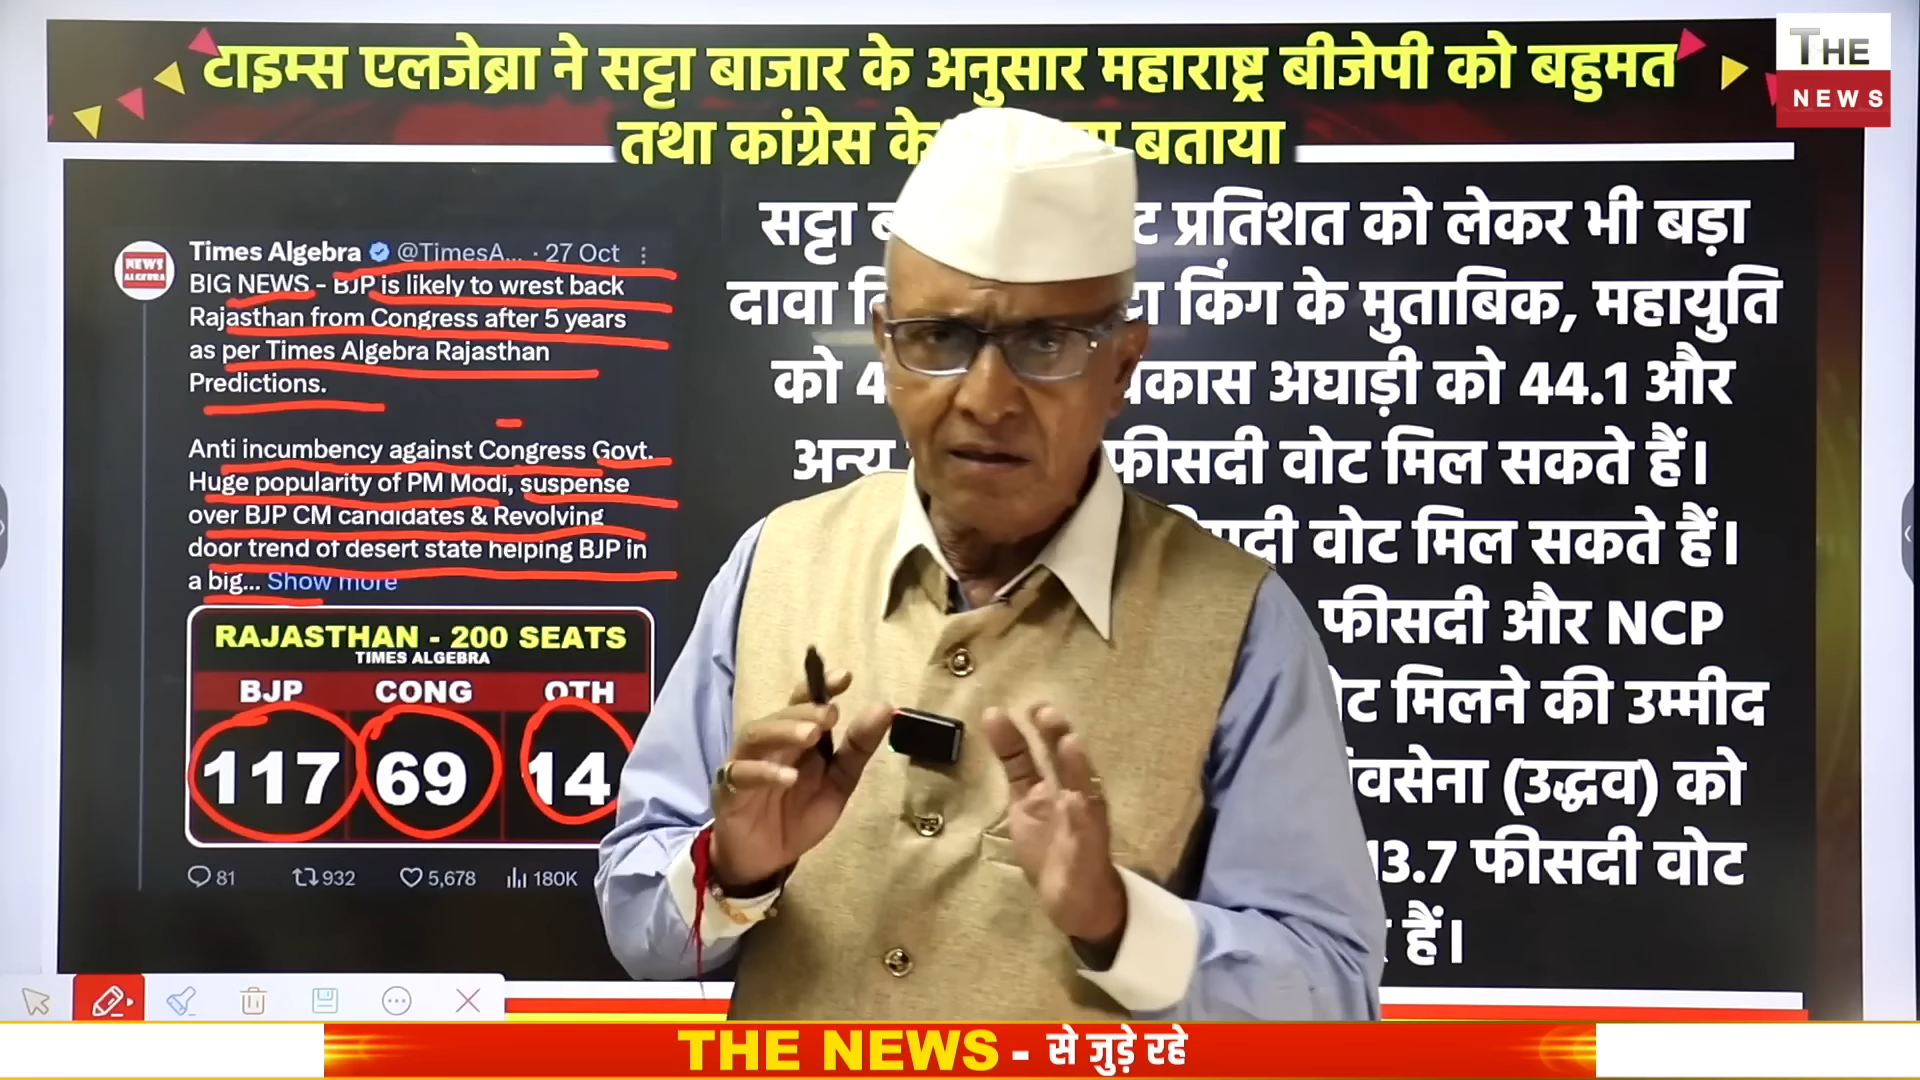 टाइम्स एलजेब्रा ने सट्टा बाजार के अनुसार महाराष्ट्र बीजेपी को बहुमत
तथा कांग्रेस के बताया
THE
NEWS
Times Algebra @TimesA... · 27 Oct
NEWS
ALGEBRA
BIG NEWS - BJP is likely to wrest back
Rajasthan from Congress after 5 years
as per Times Algebra Rajasthan
Predictions.
Anti incumbency against Congress Govt.
Huge popularity of PM Modi, suspense
over BJP CM candidates & Revolving
door trend of desert state helping BJP in
a big... Show more
RAJASTHAN - 200 SEATS
TIMES ALGEBRA
BJP CONG OTH
117 69 14
81 932 5,678 180K
सट्टा प्रतिशत को लेकर भी बड़ा
दावा किंग के मुताबिक, महायुति
को अघाड़ी को 44.1 और
अन्य फीसदी वोट मिल सकते हैं।
वोट मिल सकते हैं।
फीसदी और NCP
मिलने की उम्मीद
(उद्धव) को
13.7 फीसदी वोट
हैं।
THE NEWS - से जुड़े रहे